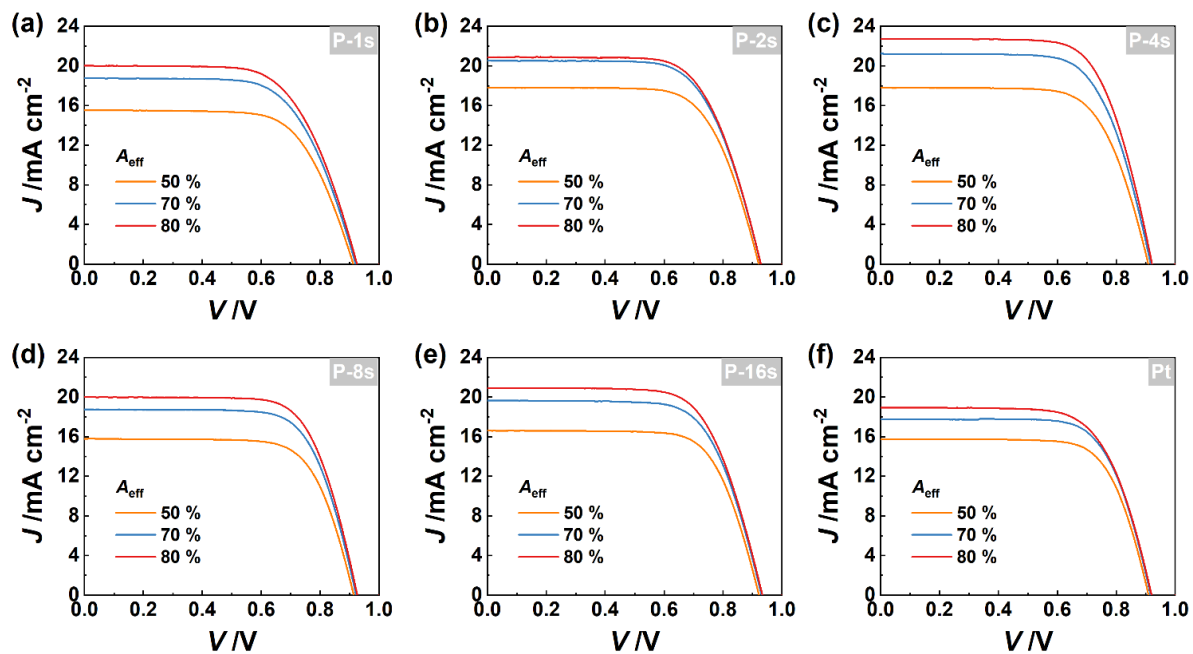 (a)
P-1s
J /mA cm-2
24
20
16
12
8
4
0
Aeff
50 %
70 %
80 %
0.0 0.2 0.4 0.6 0.8 1.0
V /V
(b)
P-2s
J /mA cm-2
24
20
16
12
8
4
0
Aeff
50 %
70 %
80 %
0.0 0.2 0.4 0.6 0.8 1.0
V /V
(c)
P-4s
J /mA cm-2
24
20
16
12
8
4
0
Aeff
50 %
70 %
80 %
0.0 0.2 0.4 0.6 0.8 1.0
V /V
(d)
P-8s
J /mA cm-2
24
20
16
12
8
4
0
Aeff
50 %
70 %
80 %
0.0 0.2 0.4 0.6 0.8 1.0
V /V
(e)
P-16s
J /mA cm-2
24
20
16
12
8
4
0
Aeff
50 %
70 %
80 %
0.0 0.2 0.4 0.6 0.8 1.0
V /V
(f)
Pt
J /mA cm-2
24
20
16
12
8
4
0
Aeff
50 %
70 %
80 %
0.0 0.2 0.4 0.6 0.8 1.0
V /V